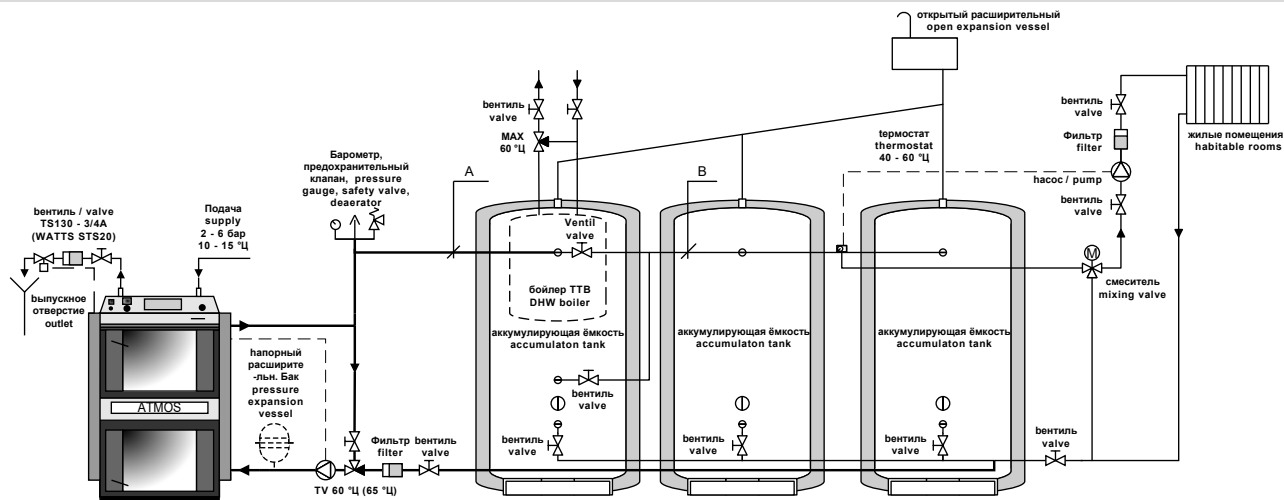 открытый расширительный
open expansion vessel
вентиль
valve
MAX
60 °Ц
термостат
thermostat
40 - 60 °Ц
вентиль
valve
Фильтр
filter
насос / pump
вентиль
valve
жилые помещения
habitable rooms
Барометр,
предохранительный
клапан, pressure
gauge, safety valve,
deaerator
A
B
вентиль / valve
TS130 - 3/4A
(WATTS STS20)
Подача
supply
2 - 6 бар
10 - 15 °Ц
Ventil
valve
M
смеситель
mixing valve
выпускное
отверстие
outlet
бойлер ТТВ
DHW boiler
аккумулирующая ёмкость
accumulaton tank
аккумулирующая ёмкость
accumulaton tank
аккумулирующая ёмкость
accumulaton tank
напорный
расширите
-льн. Бак
pressure
expansion
vessel
ATMOS
вентиль
valve
Фильтр
filter
вентиль
valve
вентиль
valve
вентиль
valve
вентиль
valve
вентиль
valve
TV 60 °Ц (65 °Ц)